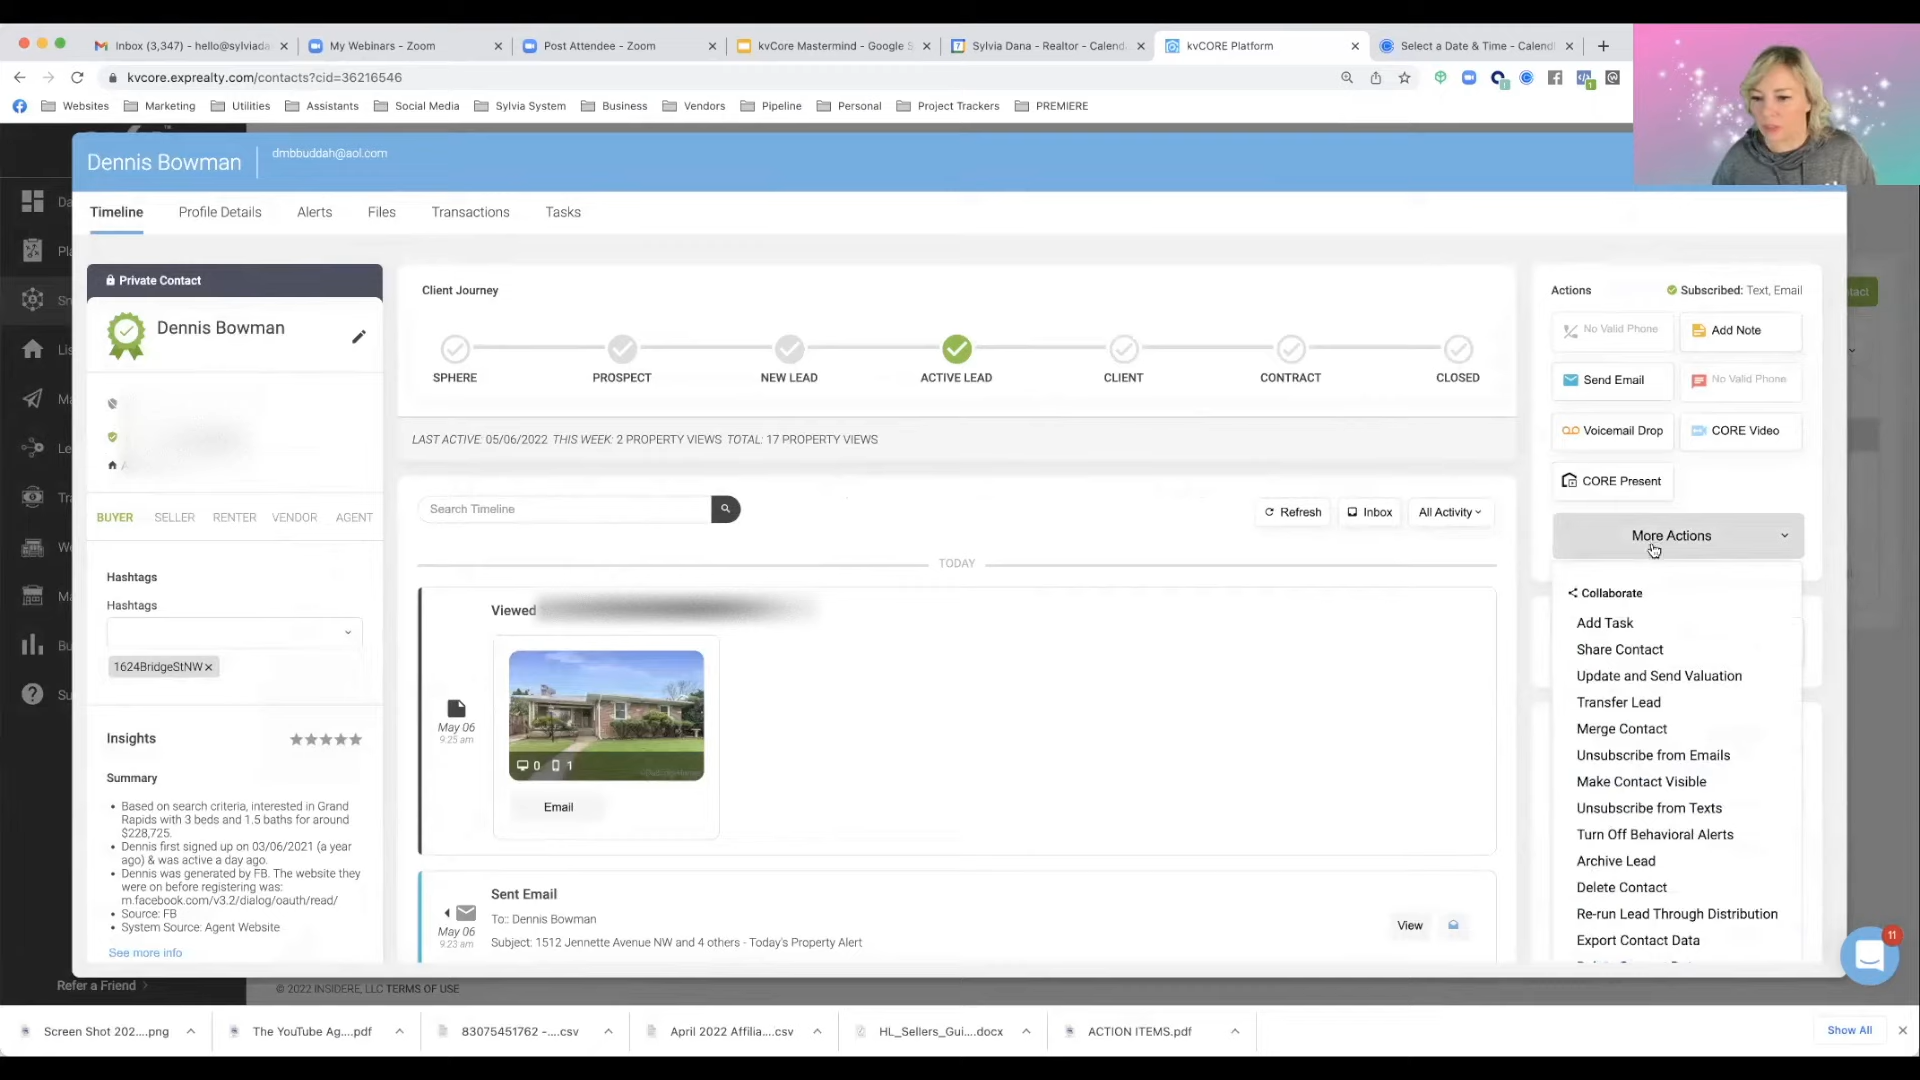 Inbox (3,347) - hello@sylviada
My Webinars - Zoom
Post Attendee - Zoom
kvCore Mastermind - Google S
Sylvia Dana - Realtor - Calend
kvCORE Platform
Select a Date & Time - Calendl
kvcore.exprealty.com/contacts?cid=36216546
Websites
Marketing
Utilities
Assistants
Social Media
Sylvia System
Business
Vendors
Pipeline
Personal
Project Trackers
PREMIERE
Dennis Bowman
dmbbuddah@aol.com
Timeline
Profile Details
Alerts
Files
Transactions
Tasks
Private Contact
Dennis Bowman
BUYER SELLER RENTER VENDOR AGENT
Hashtags
Hashtags
1624BridgeStNW
Insights
Summary
Based on search criteria, interested in Grand
Rapids with 3 beds and 1.5 baths for around
$228,725.
Dennis first signed up on 03/06/2021 (a year
ago) & was active a day ago.
Dennis was generated by FB. The website they
were on before registering was:
m.facebook.com/v3.2/dialog/oauth/read/
Source: FB
System Source: Agent Website
See more info
Client Journey
SPHERE
PROSPECT
NEW LEAD
ACTIVE LEAD
CLIENT
CONTRACT
CLOSED
LAST ACTIVE: 05/06/2022 THIS WEEK: 2 PROPERTY VIEWS TOTAL: 17 PROPERTY VIEWS
Search Timeline
Refresh
Inbox
All Activity
TODAY
Viewed
May 06
9:25 am
0
1
Email
Sent Email
To:: Dennis Bowman
Subject: 1512 Jennette Avenue NW and 4 others - Today's Property Alert
May 06
9:23 am
View
Actions
Subscribed: Text, Email
No Valid Phone
Add Note
Send Email
No Valid Phone
Voicemail Drop
CORE Video
CORE Present
More Actions
Collaborate
Add Task
Share Contact
Update and Send Valuation
Transfer Lead
Merge Contact
Unsubscribe from Emails
Make Contact Visible
Unsubscribe from Texts
Turn Off Behavioral Alerts
Archive Lead
Delete Contact
Re-run Lead Through Distribution
Export Contact Data
11
Refer a Friend
© 2022 INSIDERE, LLC TERMS OF USE
Screen Shot 202....png
The YouTube Ag....pdf
83075451762 -....csv
April 2022 Affilia....csv
HL_Sellers_Gui....docx
ACTION ITEMS.pdf
Show All